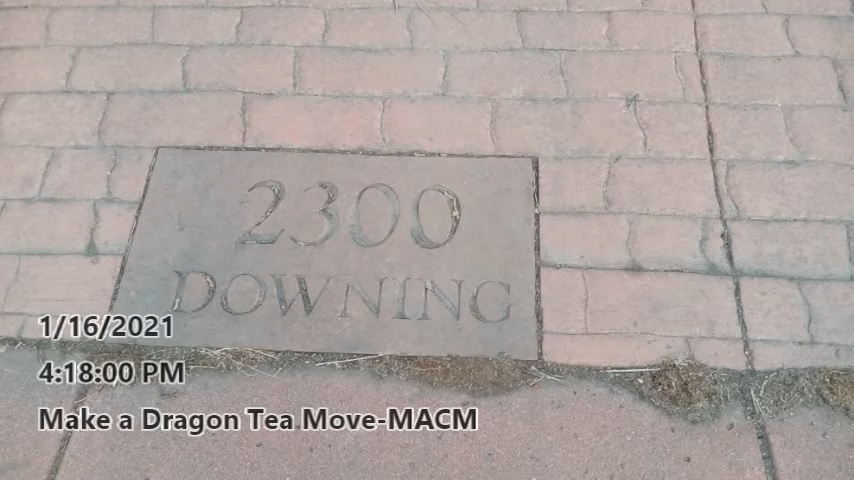 2300
DOWNING
1/16/2021
4:18:00 PM
Make a Dragon Tea Move-MACM